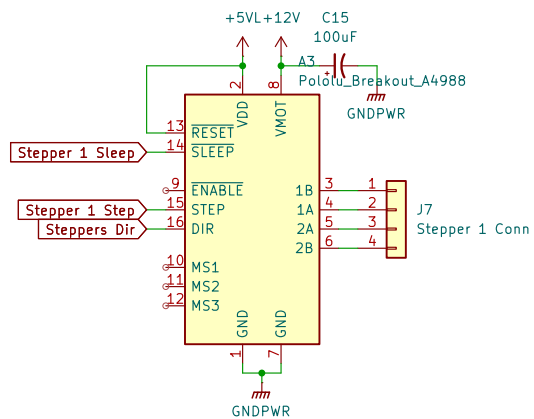 +5VL +12V
C15
100uF
A3
Pololu_Breakout_A4988
GNDPWR
2
8
VDD
VMOT
13
RESET
14
SLEEP
Stepper 1 Sleep
9
ENABLE
15
STEP
Stepper 1 Step
16
DIR
Steppers Dir
10
MS1
11
MS2
12
MS3
1B
3
1
1A
4
2
2A
5
3
2B
6
4
J7
Stepper 1 Conn
GND
GND
1
7
GNDPWR